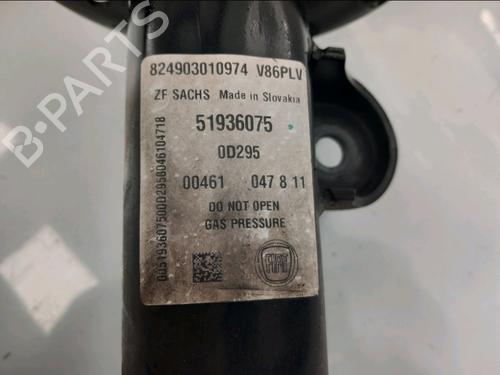 824903010974 V86PLV
ZF SACHS Made in Slovakia
51936075
0D295
00461 047 8 11
DO NOT OPEN
GAS PRESSURE
FIAT
B-PARTS